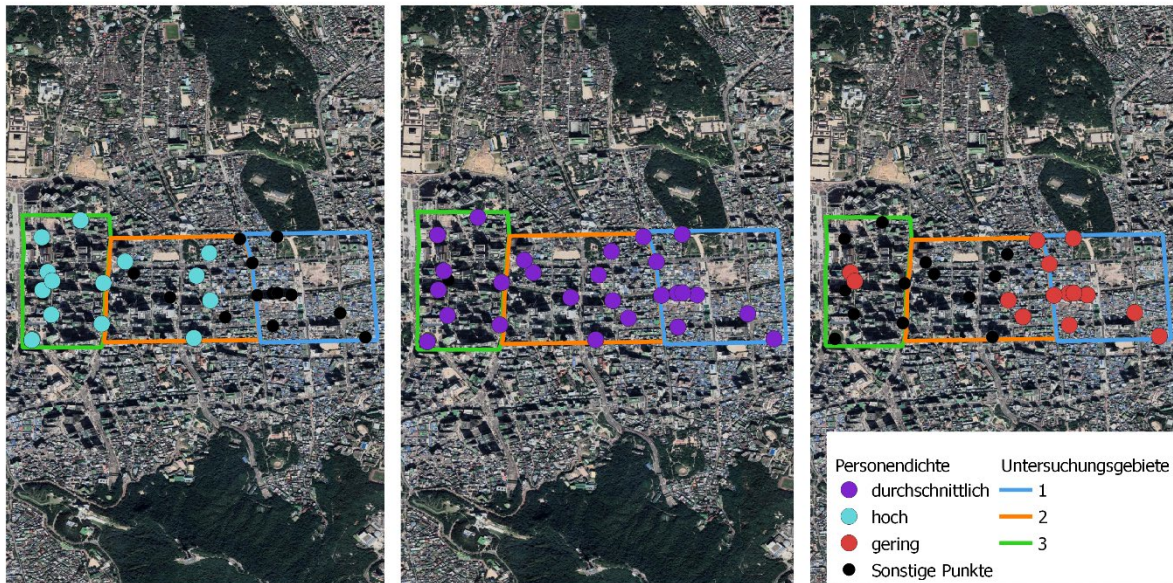 Personendichte
durchschnittlich
hoch
gering
Sonstige Punkte
Untersuchungsgebiete
1
2
3